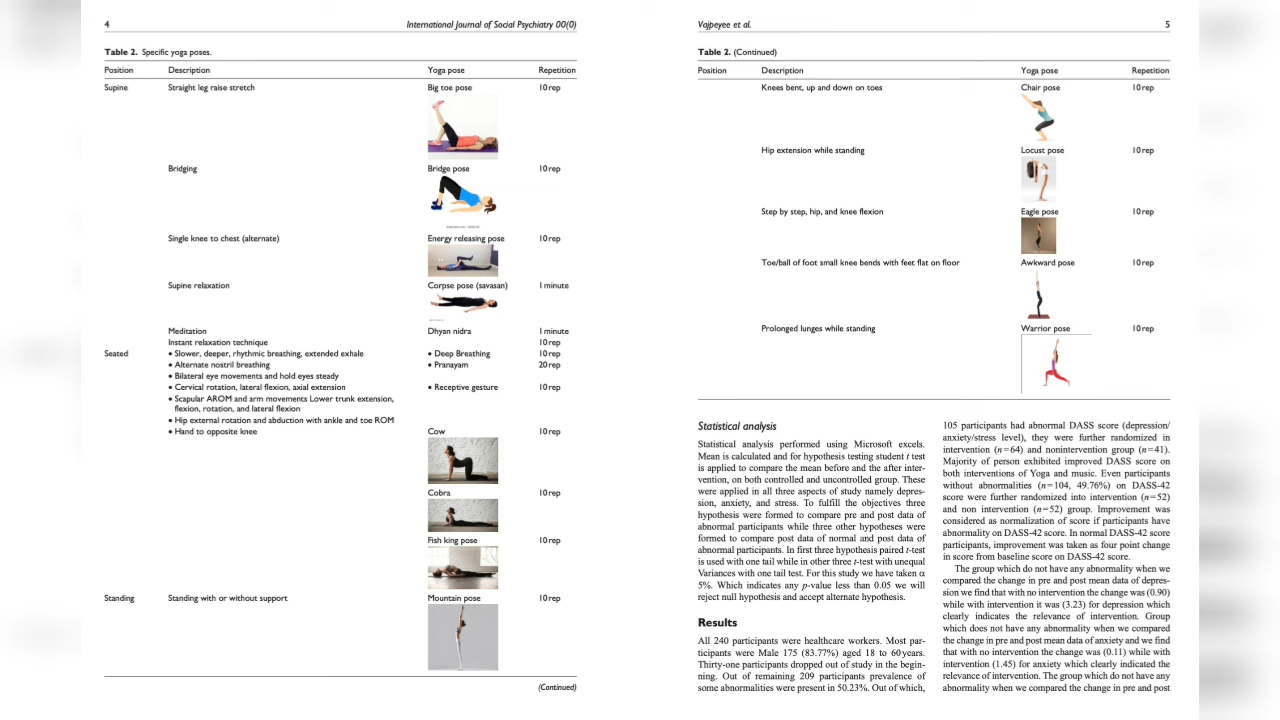 4 International Journal of Social Psychiatry 00(0)
Table 2. Specific yoga poses.
Position Description Yoga pose Repetition
Supine Straight leg raise stretch Big toe pose 10 rep
Bridging Bridge pose 10 rep
Single knee to chest (alternate) Energy releasing pose 10 rep
Supine relaxation Corpse pose (savasan) 1 minute
Meditation Dhyan nidra 1 minute
Instant relaxation technique 10 rep
Seated • Slower, deeper, rhythmic breathing, extended exhale • Deep Breathing 10 rep
• Alternate nostril breathing • Pranayam 20 rep
• Bilateral eye movements and hold eyes steady
• Cervical rotation, lateral flexion, axial extension • Receptive gesture 10 rep
• Scapular AROM and arm movements Lower trunk extension,
flexion, rotation, and lateral flexion
• Hip external rotation and abduction with ankle and toe ROM
• Hand to opposite knee Cow 10 rep
Cobra 10 rep
Fish king pose 10 rep
Standing Standing with or without support Mountain pose 10 rep
(Continued)
Vajpeyee et al. 5
Table 2. (Continued)
Position Description Yoga pose Repetition
Knees bent, up and down on toes Chair pose 10 rep
Hip extension while standing Locust pose 10 rep
Step by step, hip, and knee flexion Eagle pose 10 rep
Toe/ball of foot small knee bends with feet flat on floor Awkward pose 10 rep
Prolonged lunges while standing Warrior pose 10 rep
Statistical analysis
Statistical analysis performed using Microsoft excels.
Mean is calculated and for hypothesis testing student t test
is applied to compare the mean before and the after inter-
vention, on both controlled and uncontrolled group. These
were applied in all three aspects of study namely depres-
sion, anxiety, and stress. To fulfill the objectives three
hypothesis were formed to compare pre and post data of
abnormal participants while three other hypotheses were
formed to compare post data of normal and post data of
abnormal participants. In first three hypothesis paired t-test
is used with one tail while in other three t-test with unequal
Variances with one tail test. For this study we have taken α
5%. Which indicates any p-value less than 0.05 we will
reject null hypothesis and accept alternate hypothesis.
Results
All 240 participants were healthcare workers. Most par-
ticipants were Male 175 (83.77%) aged 18 to 60 years.
Thirty-one participants dropped out of study in the begin-
ning. Out of remaining 209 participants prevalence of
some abnormalities were present in 50.23%. Out of which,
105 participants had abnormal DASS score (depression/
anxiety/stress level), they were further randomized in
intervention (n=64) and nonintervention group (n=41).
Majority of person exhibited improved DASS score on
both interventions of Yoga and music. Even participants
without abnormalities (n=104, 49.76%) on DASS-42
score were further randomized into intervention (n=52)
and non intervention (n=52) group. Improvement was
considered as normalization of score if participants have
abnormality on DASS-42 score. In normal DASS-42 score
participants, improvement was taken as four point change
in score from baseline score on DASS-42 score.
The group which do not have any abnormality when we
compared the change in pre and post mean data of depres-
sion we find that with no intervention the change was (0.90)
while with intervention it was (3.23) for depression which
clearly indicates the relevance of intervention. Group
which does not have any abnormality when we compared
the change in pre and post mean data of anxiety and we find
that with no intervention the change was (0.11) while with
intervention (1.45) for anxiety which clearly indicated the
relevance of intervention. The group which do not have any
abnormality when we compared the change in pre and post